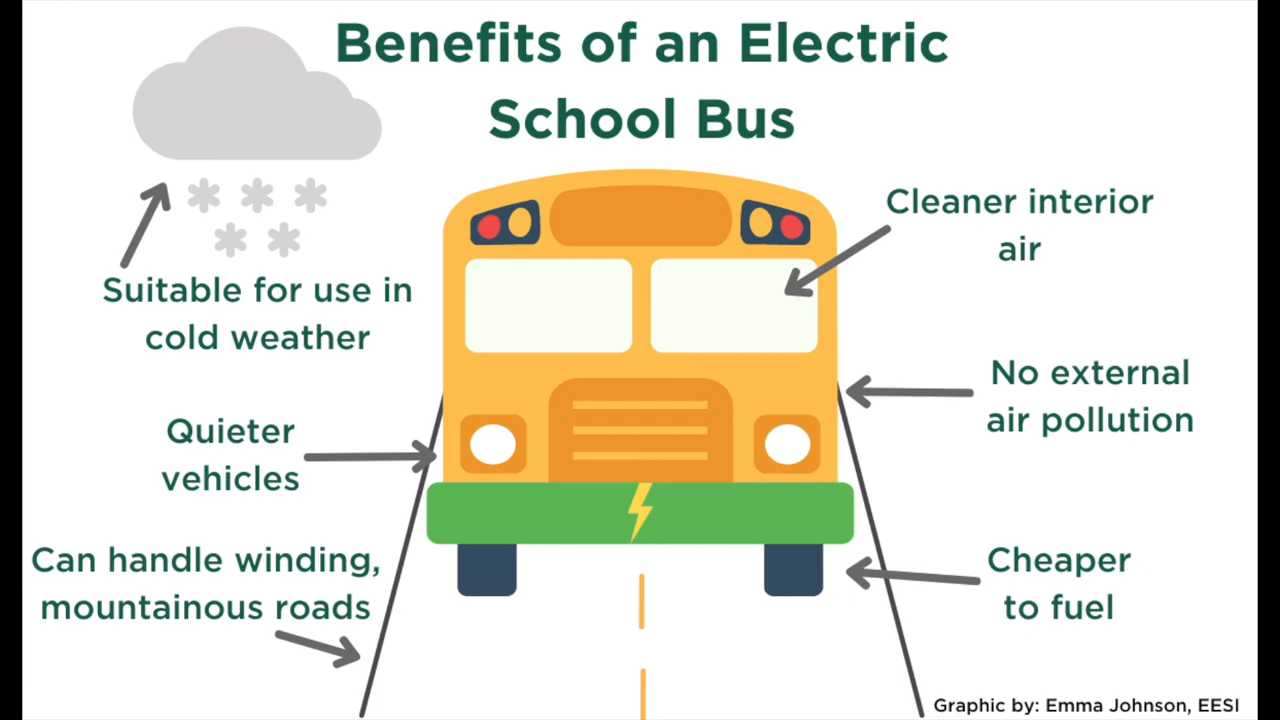 Benefits of an Electric
School Bus
Suitable for use in
cold weather
Quieter
vehicles
Can handle winding,
mountainous roads
Cleaner interior
air
No external
air pollution
Cheaper
to fuel
Graphic by: Emma Johnson, EESI